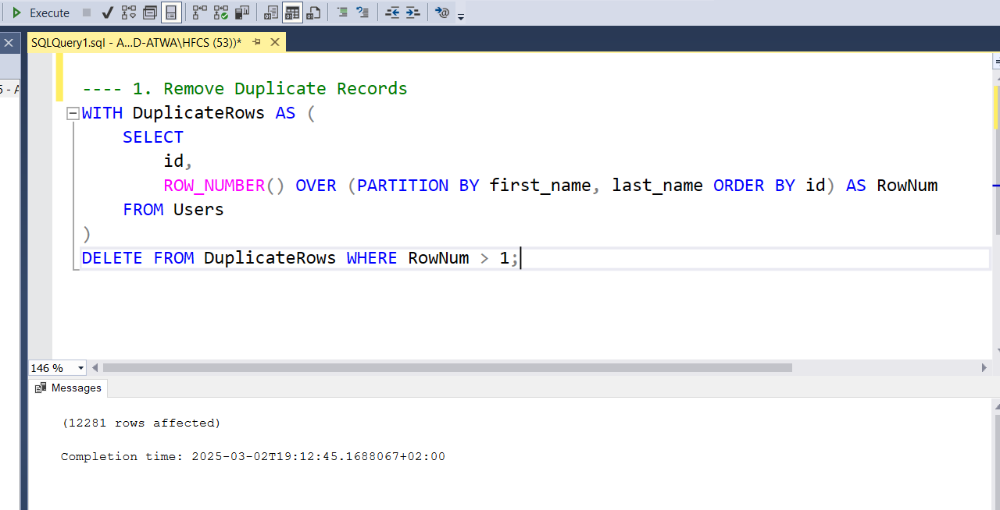 Execute
SQLQuery1.sql - A...D-ATWA\HFCS (53))*
5 - A
---- 1. Remove Duplicate Records
WITH DuplicateRows AS (
SELECT
id,
ROW_NUMBER() OVER (PARTITION BY first_name, last_name ORDER BY id) AS RowNum
FROM Users
)
DELETE FROM DuplicateRows WHERE RowNum > 1;
146 %
Messages
(12281 rows affected)
Completion time: 2025-03-02T19:12:45.1688067+02:00